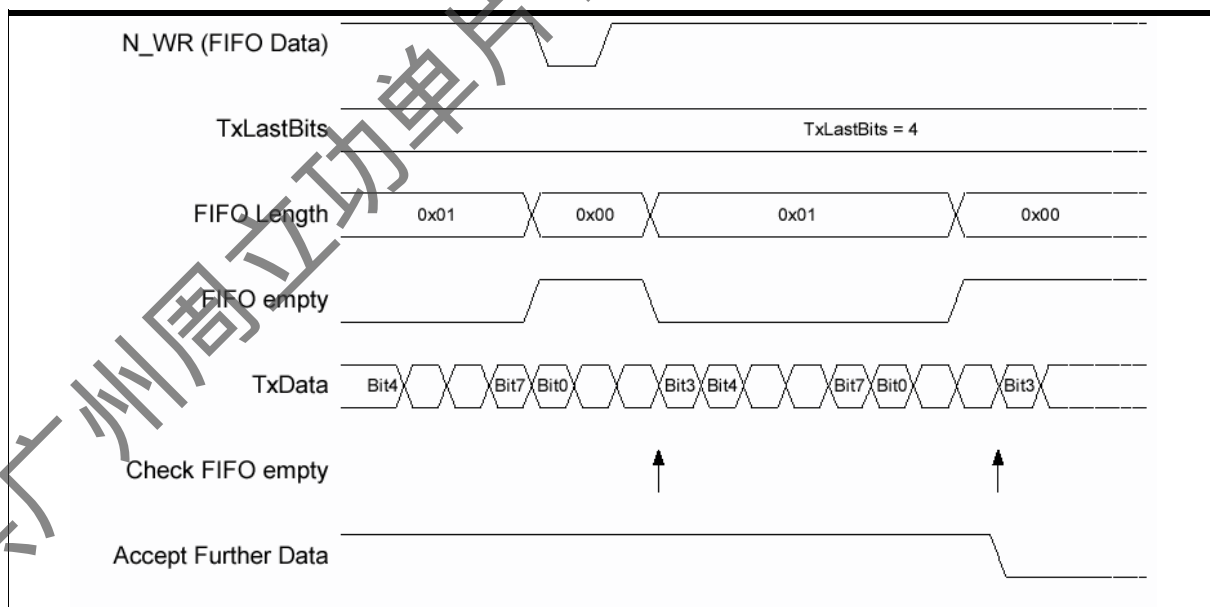 N_WR (FIFO Data)
TxLastBits
TxLastBits = 4
FIFO Length
0x01
0x00
0x01
0x00
FIFO empty
TxData
Bit4
Bit7
Bit0
Bit3
Bit4
Bit7
Bit0
Bit3
Check FIFO empty
Accept Further Data
广州周立功单片